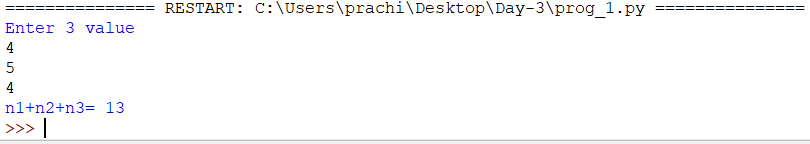 =============== RESTART: C:\Users\prachi\Desktop\Day-3\prog_1.py ===============
Enter 3 value
4
5
4
n1+n2+n3= 13
>>>